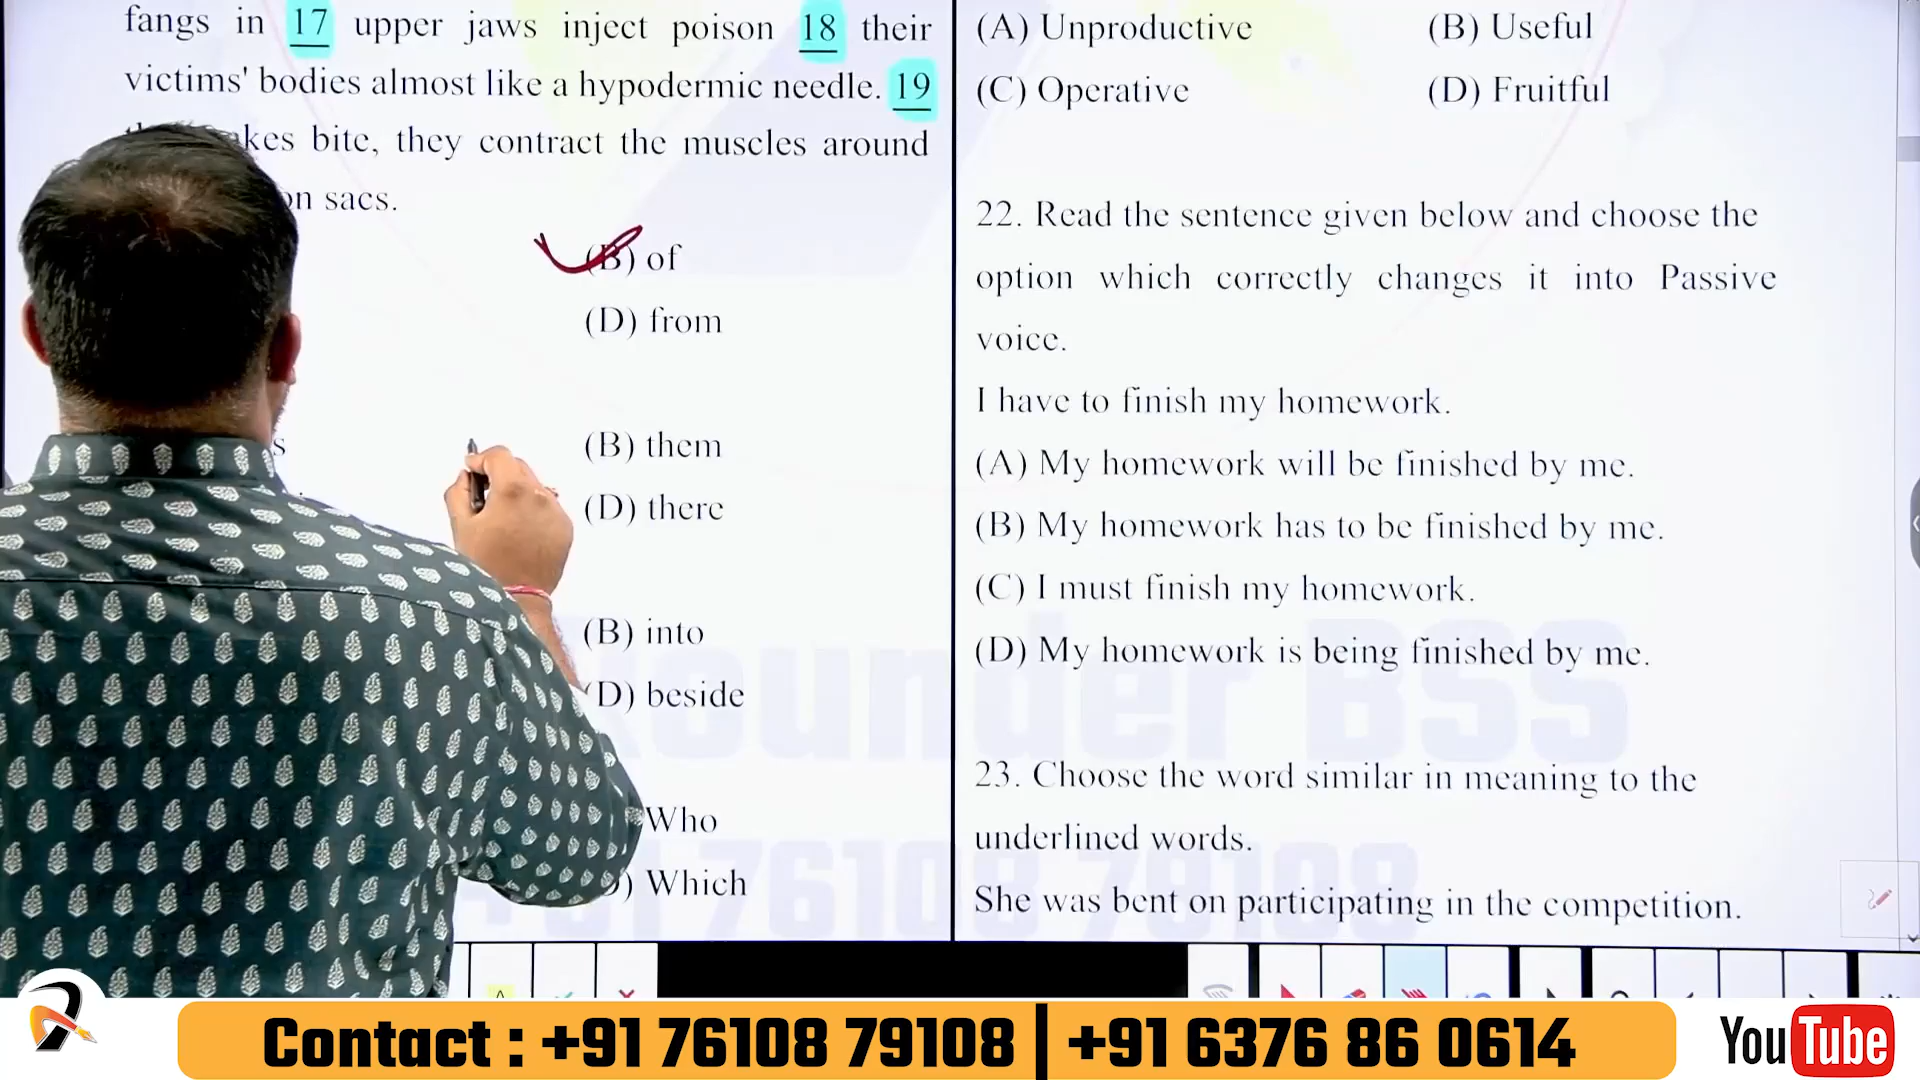 fangs in 17 upper jaws inject poison 18 their
victims' bodies almost like a hypodermic needle. 19
bite, they contract the muscles around
sacs.
(B) of
(D) from
(B) them
(D) there
(B) into
(D) beside
Who
Which
(A) Unproductive (B) Useful
(C) Operative (D) Fruitful
22. Read the sentence given below and choose the
option which correctly changes it into Passive
voice.
I have to finish my homework.
(A) My homework will be finished by me.
(B) My homework has to be finished by me.
(C) I must finish my homework.
(D) My homework is being finished by me.
23. Choose the word similar in meaning to the
underlined words.
She was bent on participating in the competition.
Rounder BSS
+91 76108 79108
Contact : +91 76108 79108 | +91 6376 86 0614
YouTube